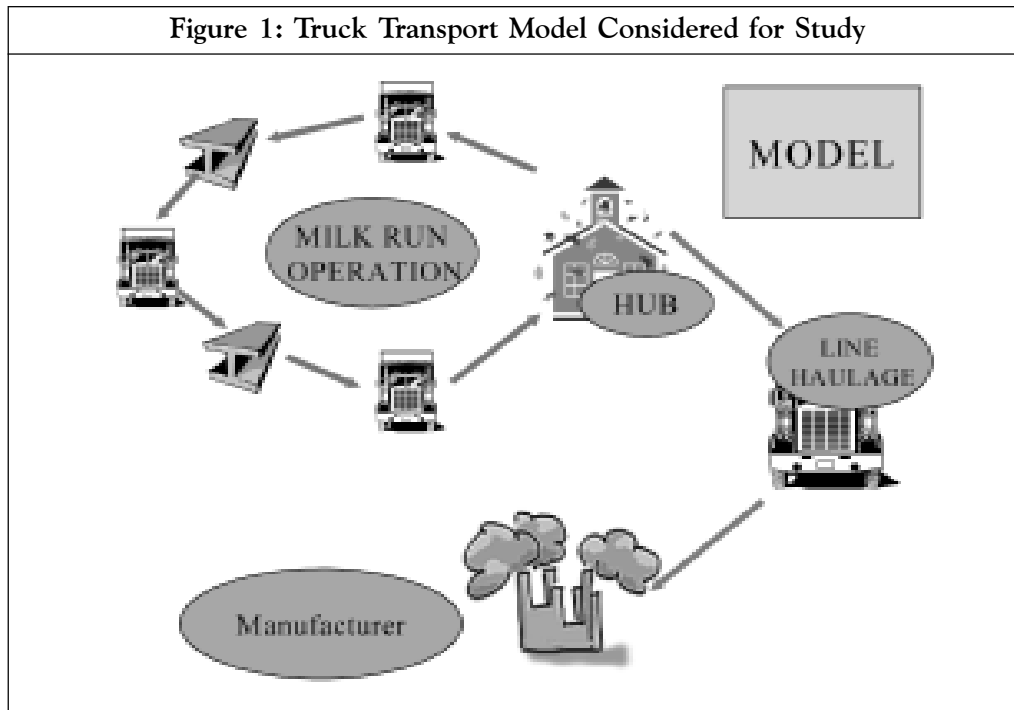 Figure 1: Truck Transport Model Considered for Study
MODEL
MILK RUN
OPERATION
HUB
LINE
HAULAGE
Manufacturer